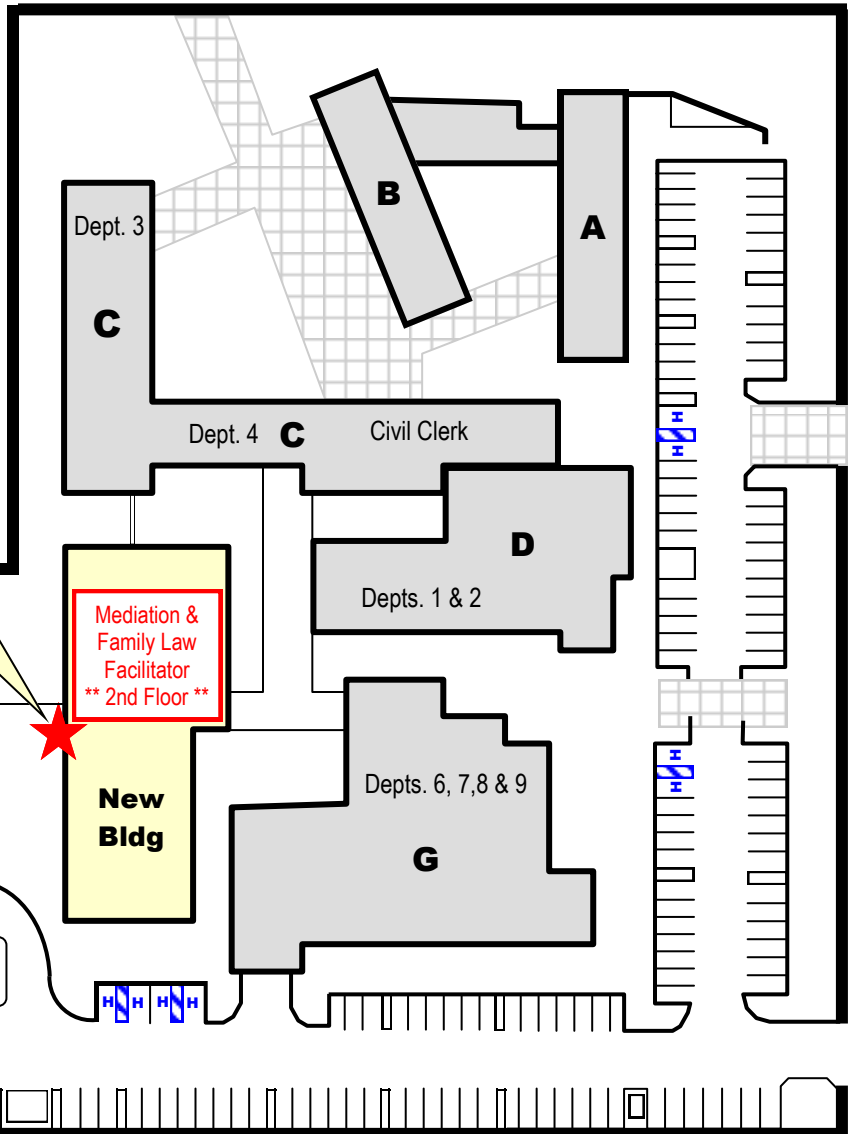 B
A
Dept. 3
C
H
H
Dept. 4 C Civil Clerk
D
Depts. 1 & 2
Mediation &
Family Law
Facilitator
** 2nd Floor **
H
H
Depts. 6, 7,8 & 9
New
Bldg
G
H H H H